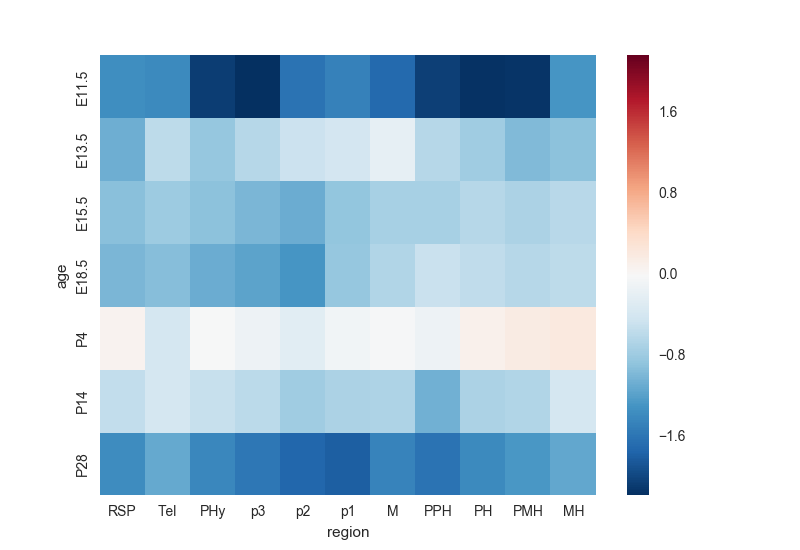 E11.5
E13.5
E15.5
E18.5
P4
P14
P28
age
RSP Tel PHy p3 p2 p1 M PPH PH PMH MH
region
1.6
0.8
0.0
−0.8
−1.6